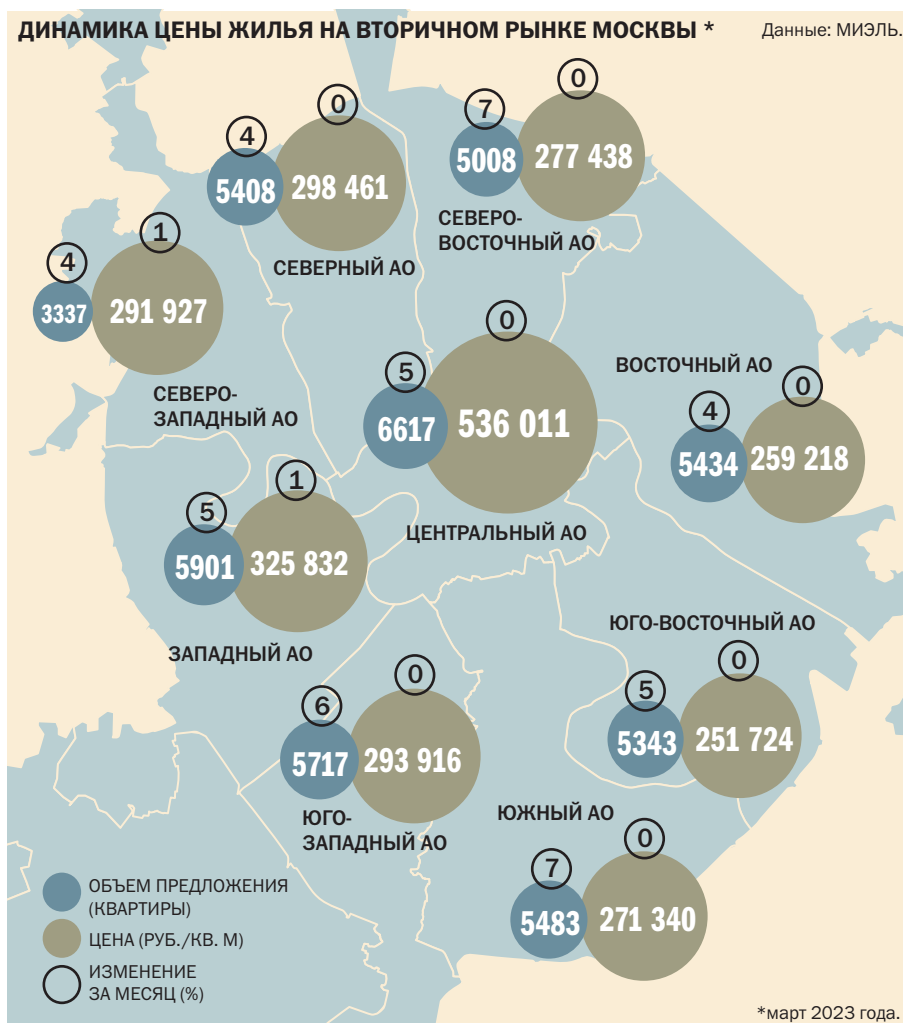 ДИНАМИКА ЦЕНЫ ЖИЛЬЯ НА ВТОРИЧНОМ РЫНКЕ МОСКВЫ *
Данные: МИЭЛЬ.
4
0
5408
298 461
СЕВЕРНЫЙ АО
7
0
5008
277 438
СЕВЕРО-
ВОСТОЧНЫЙ АО
4
1
3337
291 927
СЕВЕРО-
ЗАПАДНЫЙ АО
5
0
6617
536 011
ЦЕНТРАЛЬНЫЙ АО
ВОСТОЧНЫЙ АО
4
0
5434
259 218
5
1
5901
325 832
ЗАПАДНЫЙ АО
ЮГО-ВОСТОЧНЫЙ АО
5
0
5343
251 724
6
0
5717
293 916
ЮГО-
ЗАПАДНЫЙ АО
ЮЖНЫЙ АО
7
0
5483
271 340
ОБЪЕМ ПРЕДЛОЖЕНИЯ
(КВАРТИРЫ)
ЦЕНА (РУБ./КВ. М)
ИЗМЕНЕНИЕ
ЗА МЕСЯЦ (%)
*март 2023 года.